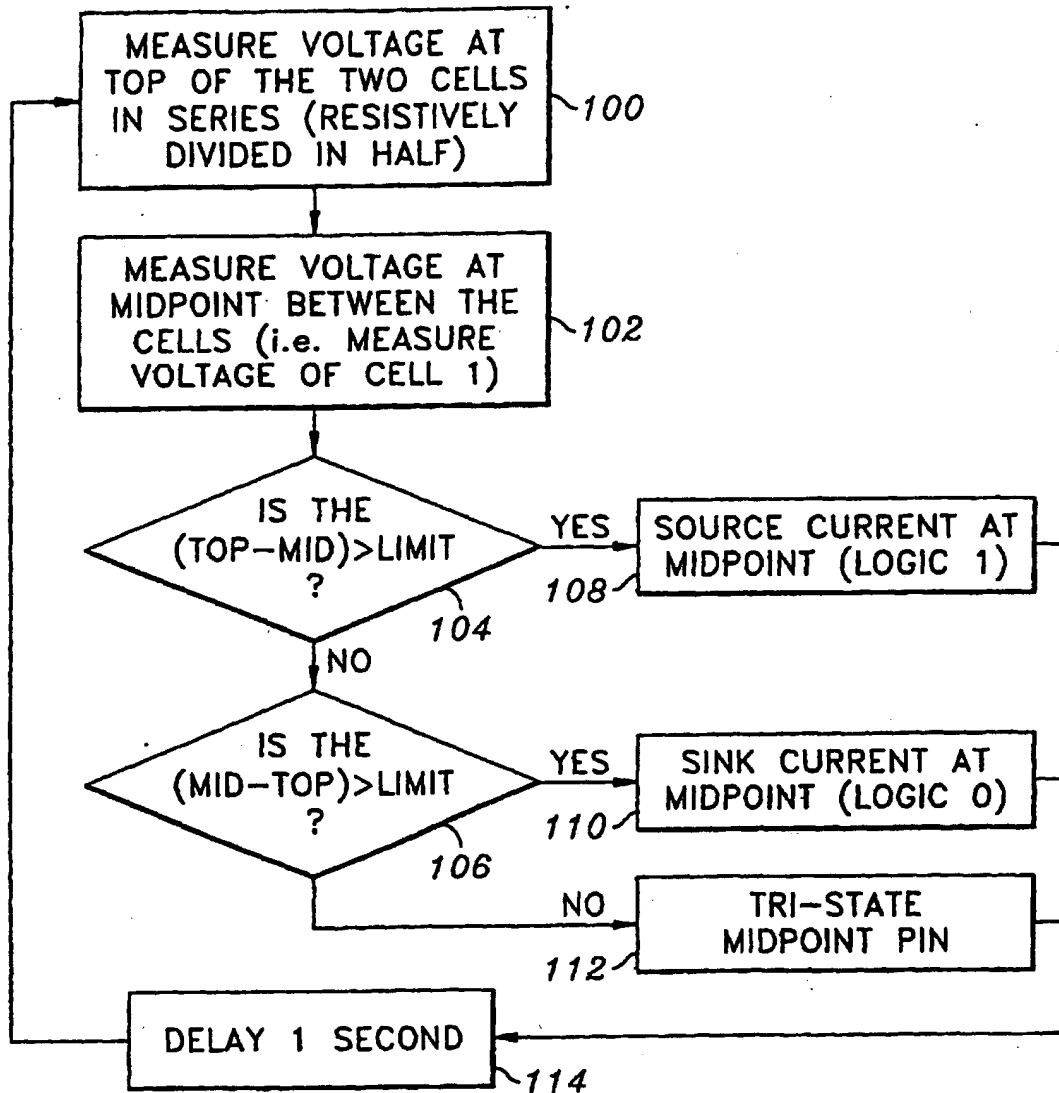 MEASURE VOLTAGE AT
TOP OF THE TWO CELLS
IN SERIES (RESISTIVELY
DIVIDED IN HALF)
100
MEASURE VOLTAGE AT
MIDPOINT BETWEEN THE
CELLS (i.e. MEASURE
VOLTAGE OF CELL 1)
102
IS THE
(TOP-MID)>LIMIT
?
104
YES
SOURCE CURRENT AT
MIDPOINT (LOGIC 1)
108
NO
IS THE
(MID-TOP)>LIMIT
?
106
YES
SINK CURRENT AT
MIDPOINT (LOGIC 0)
110
NO
TRI-STATE
MIDPOINT PIN
112
DELAY 1 SECOND
114